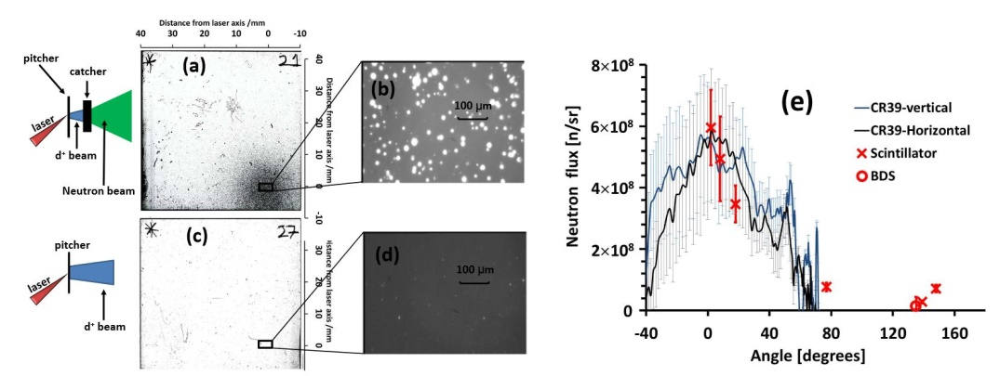 Distance from laser axis /mm
40 30 20 10 0 -10
pitcher
catcher
laser
d⁺ beam
Neutron beam
(a)
21
40
30
20
10
0
-10
Distance from laser axis /mm
(b)
100 µm
pitcher
laser
d⁺ beam
(c)
27
30
20
10
0
istance from laser axis /mm
(d)
100 µm
(e)
Neutron flux [n/sr]
8×10⁸
6×10⁸
4×10⁸
2×10⁸
0
-40 0 40 80 120 160
Angle [degrees]
CR39-vertical
CR39-Horizontal
Scintillator
BDS